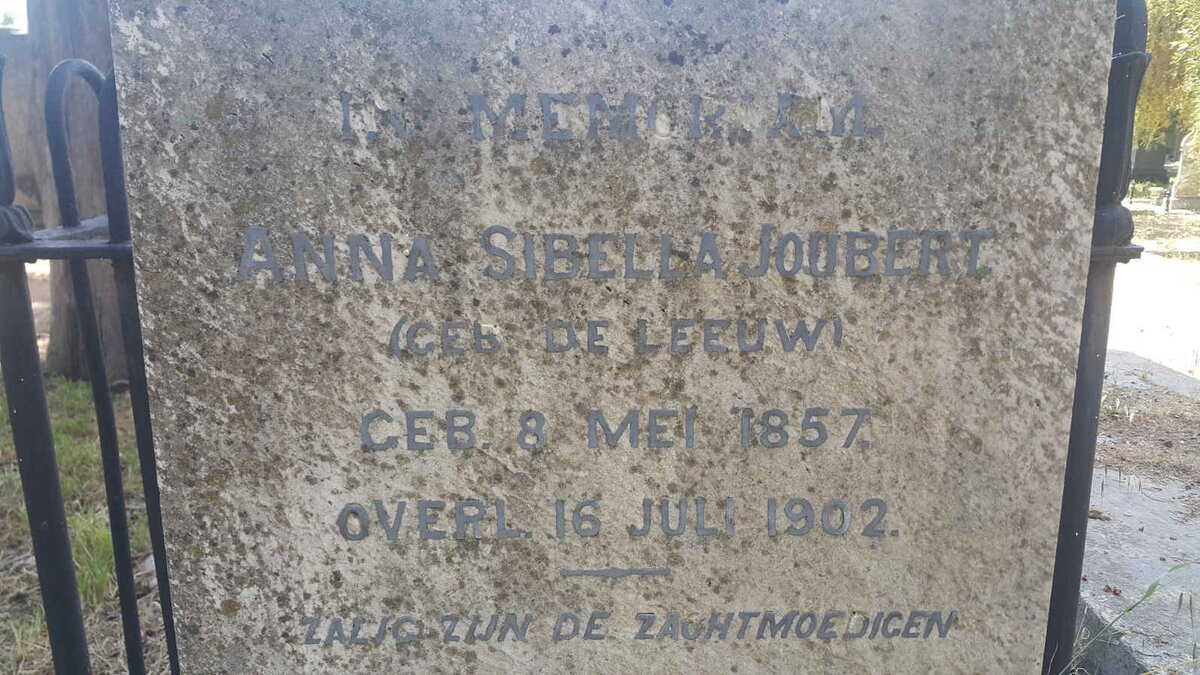 IN MEMORIAM.
ANNA SIBELLA JOUBERT.
(GEB. DE LEEUW)
GEB. 8 MEI 1857.
OVERL. 16 JULI 1902.
ZALIG ZIJN DE ZACHTMOEDIGEN